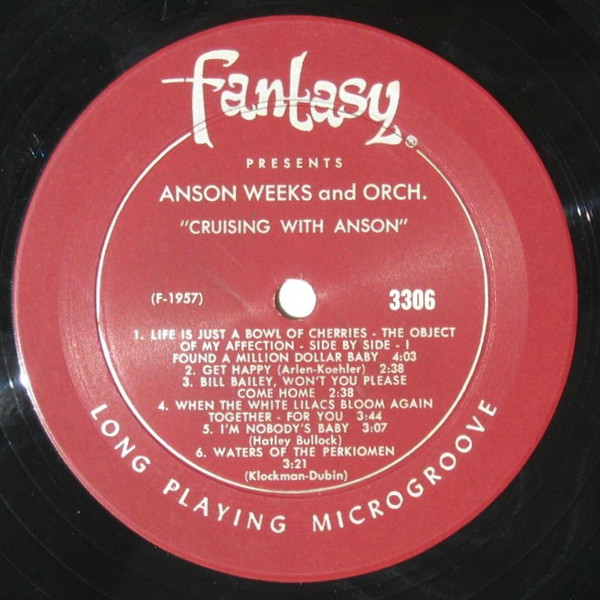 Fantasy®
PRESENTS
ANSON WEEKS and ORCH.
"CRUISING WITH ANSON"
(F-1957)
3306
1. LIFE IS JUST A BOWL OF CHERRIES - THE OBJECT
OF MY AFFECTION - SIDE BY SIDE - I
FOUND A MILLION DOLLAR BABY 4:03
2. GET HAPPY (Arlen-Koehler) 2:38
3. BILL BAILEY, WON'T YOU PLEASE
COME HOME 2:38
4. WHEN THE WHITE LILACS BLOOM AGAIN
TOGETHER - FOR YOU 3:44
5. I'M NOBODY'S BABY 3:07
(Hatley Bullock)
6. WATERS OF THE PERKIOMEN
3:21
(Klockman-Dubin)
LONG PLAYING MICROGROOVE